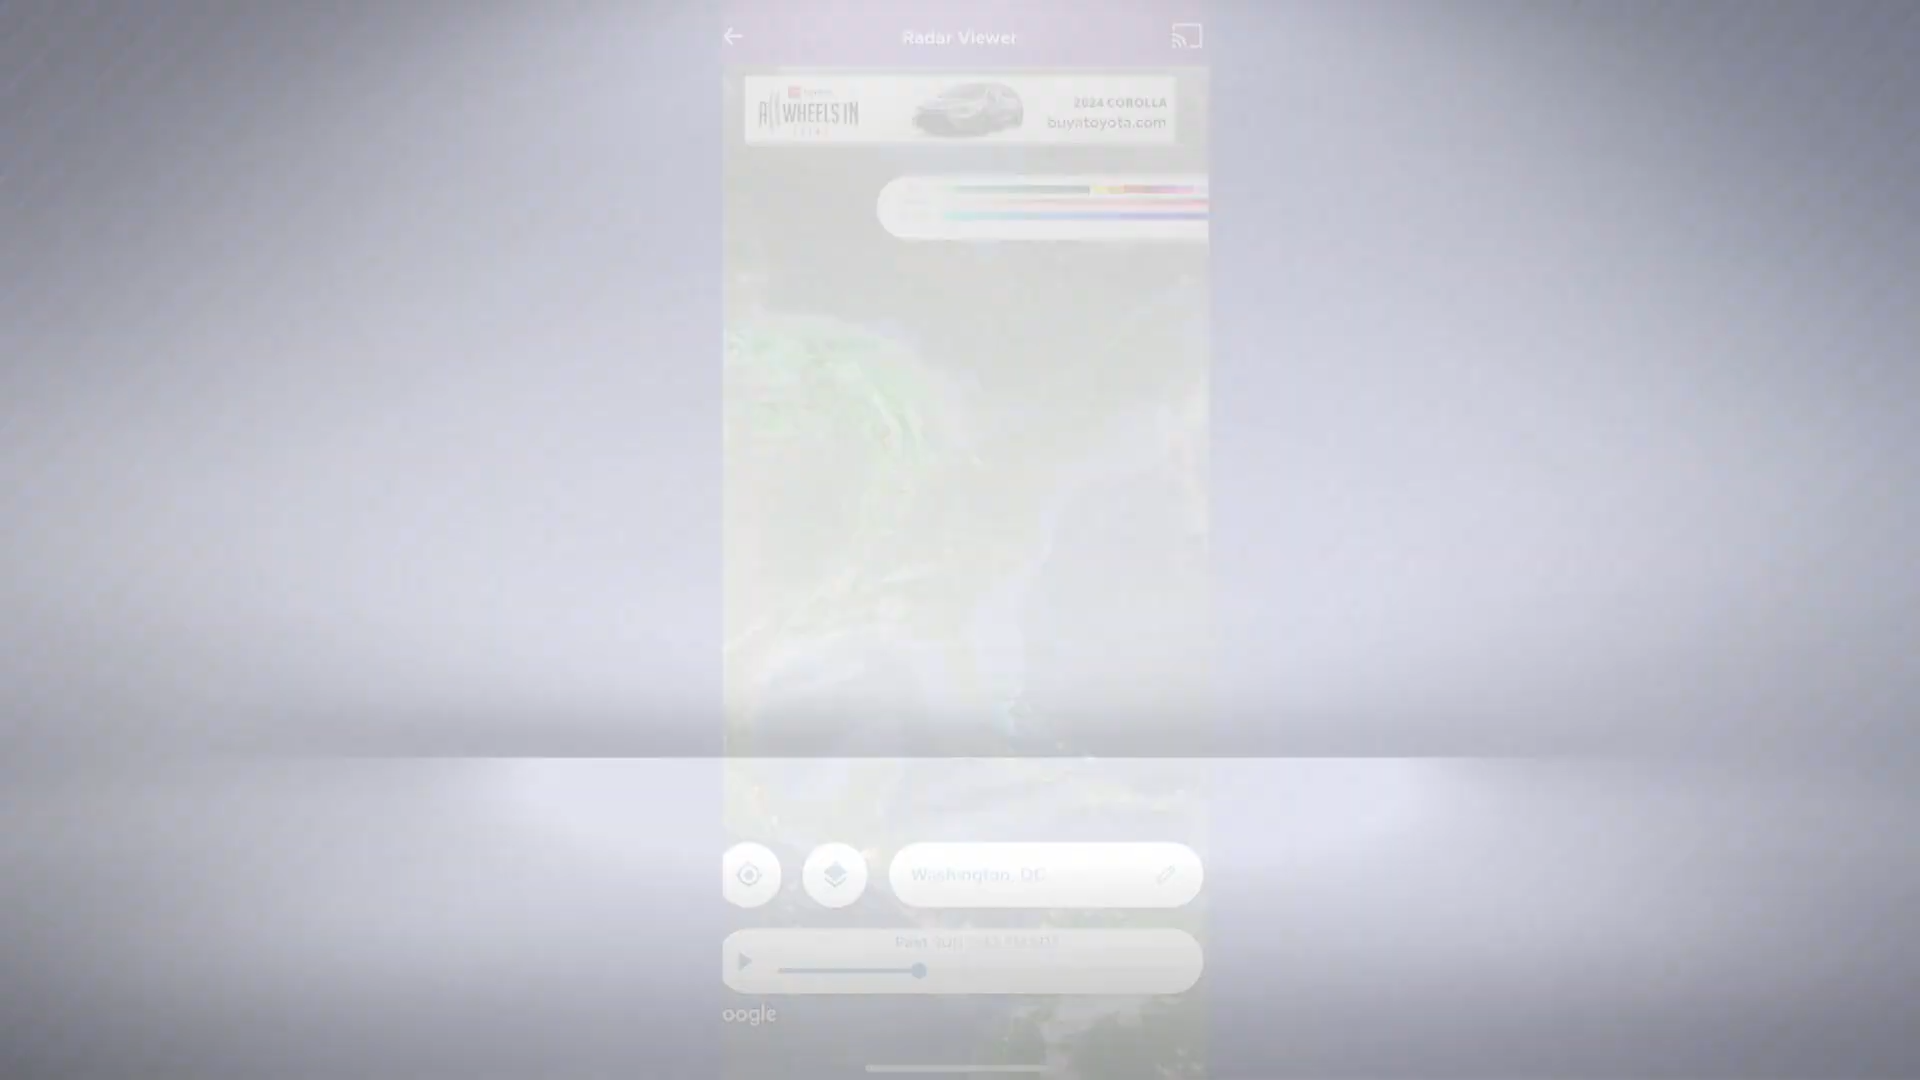 Radar Viewer
WHEELS IN
2024 COROLLA
buyatoyota.com
Washington, DC
oogle